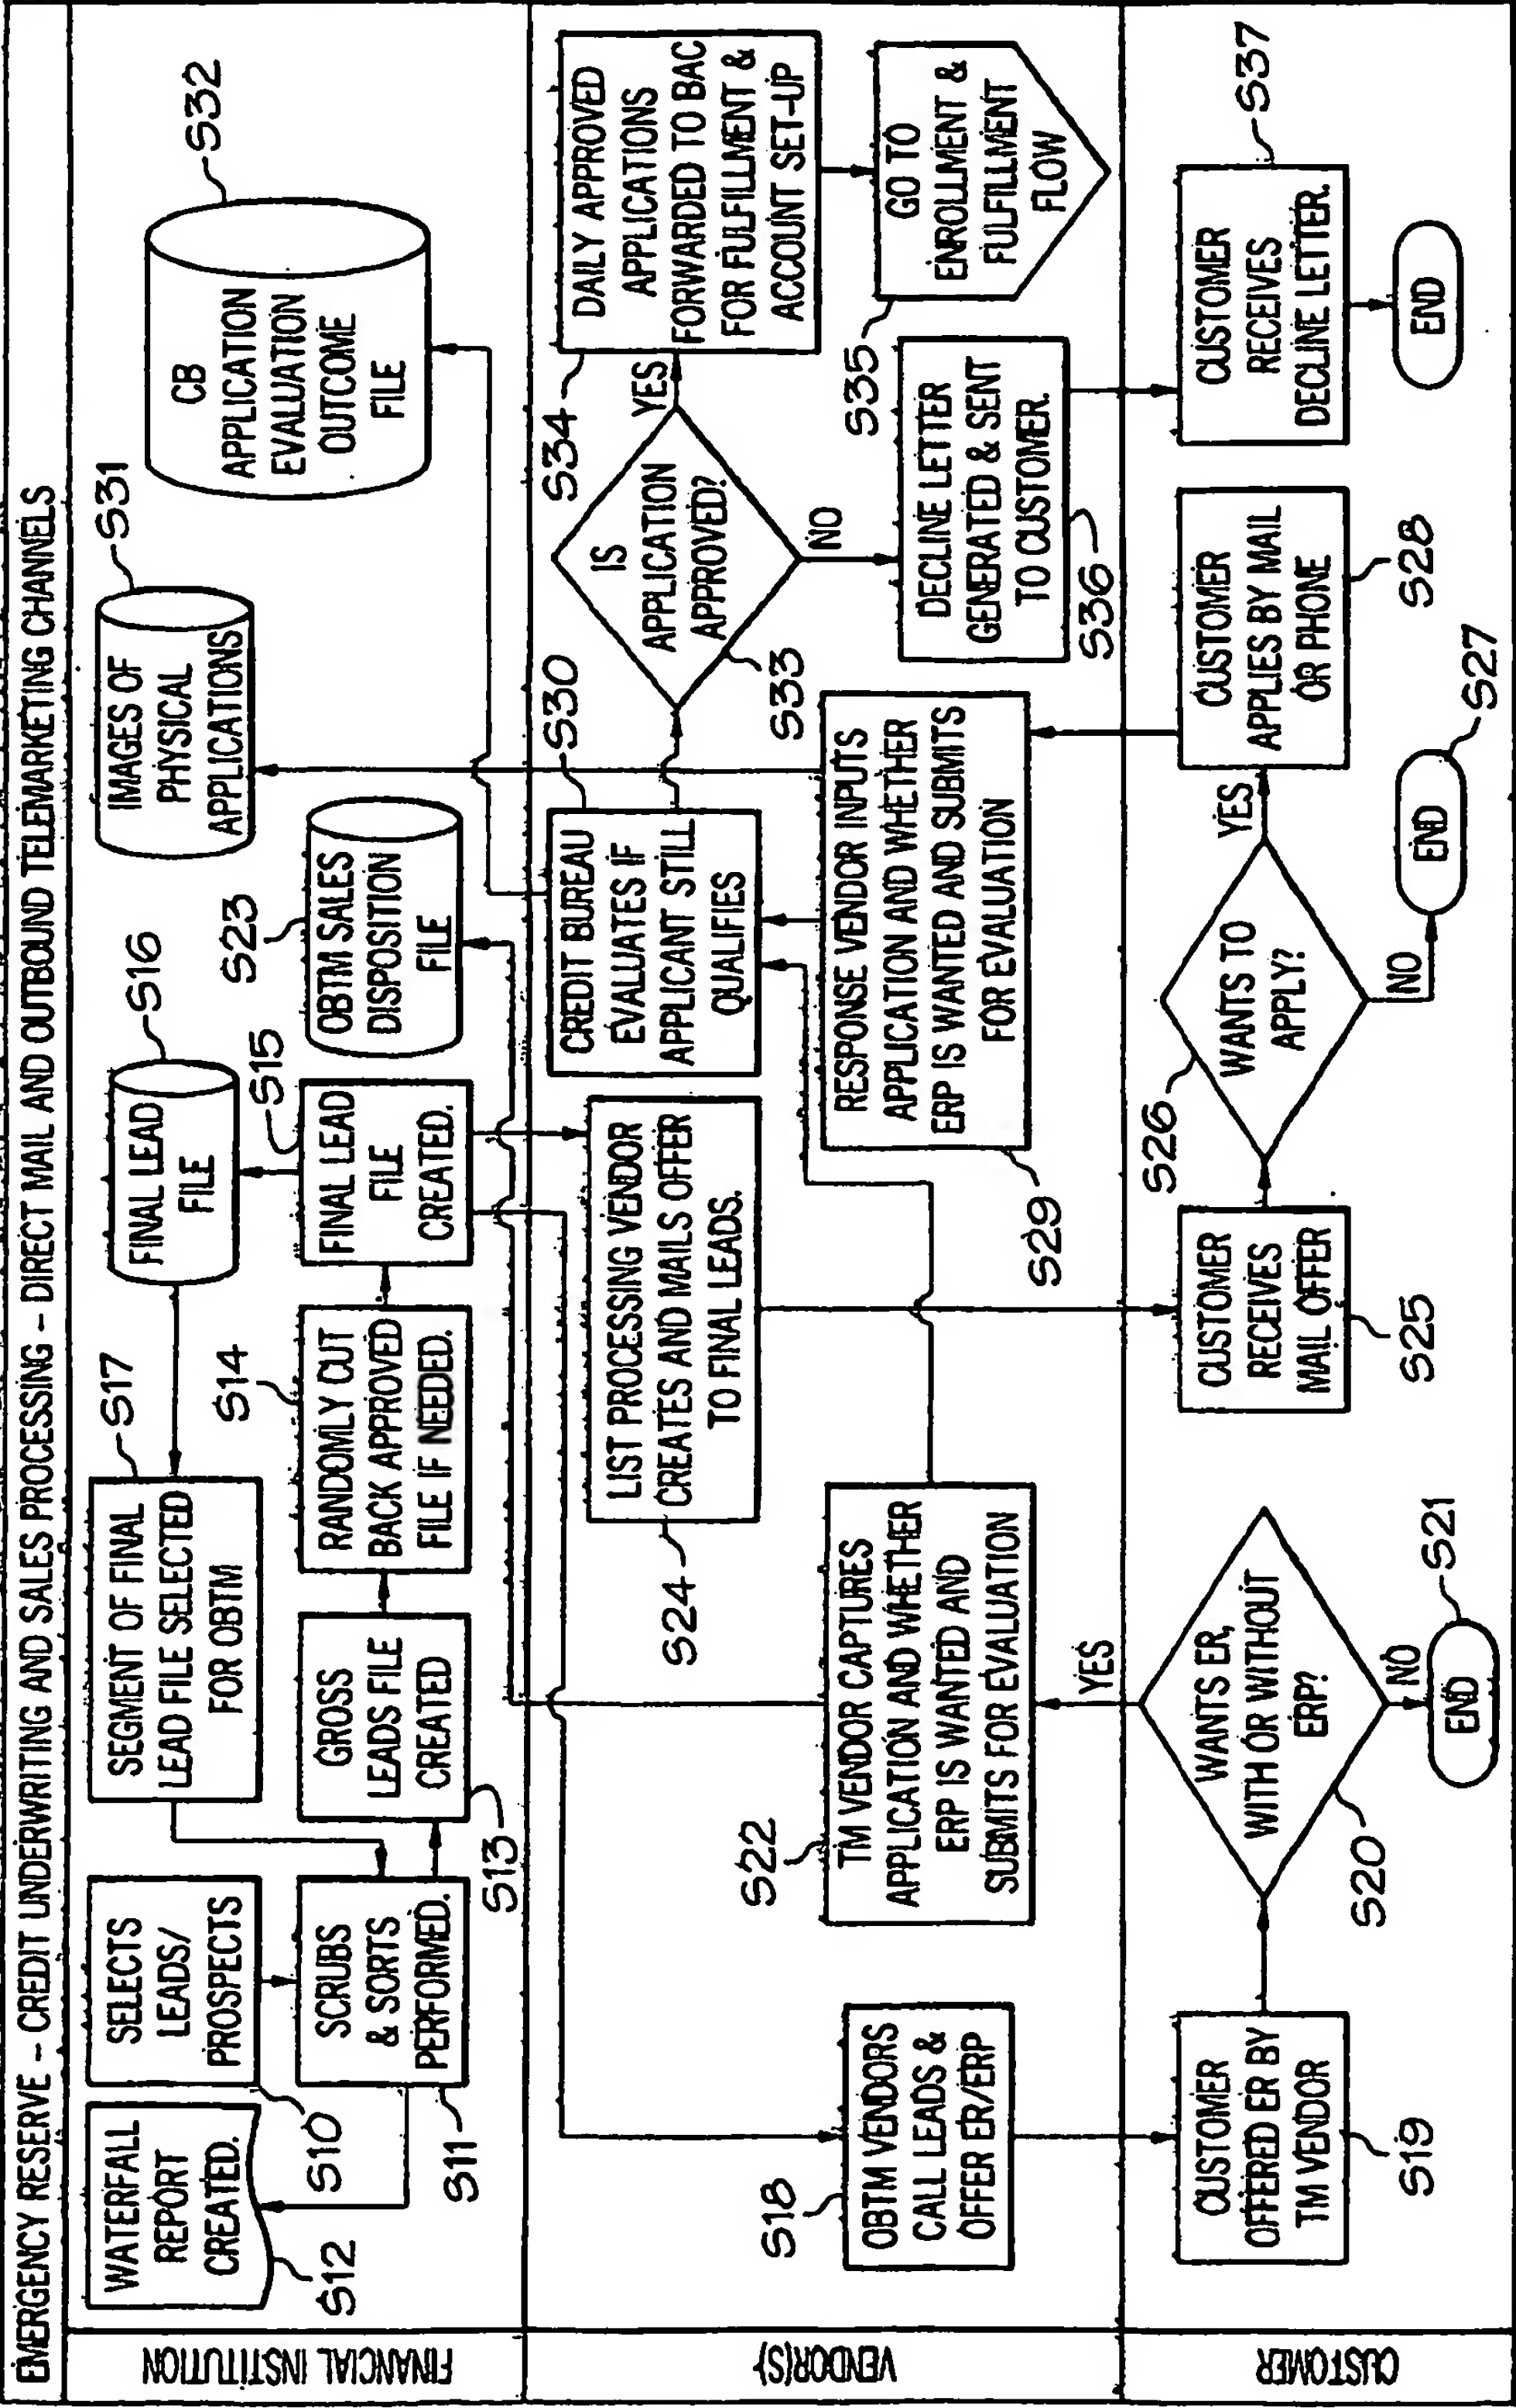 EMERGENCY RESERVE – CREDIT UNDERWRITING AND SALES PROCESSING – DIRECT MAIL AND OUTBOUND TELEMARKETING CHANNELS
FINANCIAL INSTITUTION
WATERFALL
REPORT
CREATED.
S12
SELECTS
LEADS/
PROSPECTS
S10
SCRUBS
& SORTS
PERFORMED.
S11
SEGMENT OF FINAL
LEAD FILE SELECTED
FOR OBTM
S17
GROSS
LEADS FILE
CREATED
S13
RANDOMLY CUT
BACK APPROVED
FILE IF NEEDED.
S14
FINAL LEAD
FILE
S16
FINAL LEAD
FILE
CREATED.
S15
OBTM SALES
DISPOSITION
FILE
S23
IMAGES OF
PHYSICAL
APPLICATIONS
S31
CB
APPLICATION
EVALUATION
OUTCOME
FILE
S32
VENDOR(S)
S18
OBTM VENDORS
CALL LEADS &
OFFER ER/ERP
S22
TM VENDOR CAPTURES
APPLICATION AND WHETHER
ERP IS WANTED AND
SUBMITS FOR EVALUATION
S24
LIST PROCESSING VENDOR
CREATES AND MAILS OFFER
TO FINAL LEADS.
S29
RESPONSE VENDOR INPUTS
APPLICATION AND WHETHER
ERP IS WANTED AND SUBMITS
FOR EVALUATION
CREDIT BUREAU
EVALUATES IF
APPLICANT STILL
QUALIFIES
S30
IS
APPLICATION
APPROVED?
S33
YES
NO
S34
DAILY APPROVED
APPLICATIONS
FORWARDED TO BAC
FOR FULFILLMENT &
ACCOUNT SET-UP
S35
GO TO
ENROLLMENT &
FULFILLMENT
FLOW
DECLINE LETTER
GENERATED & SENT
TO CUSTOMER.
S36
CUSTOMER
CUSTOMER
OFFERED ER BY
TM VENDOR
S19
WANTS ER,
WITH OR WITHOUT
ERP?
S20
YES
NO
END
S21
CUSTOMER
RECEIVES
MAIL OFFER
S25
S26
WANTS TO
APPLY?
YES
NO
END
S27
CUSTOMER
APPLIES BY MAIL
OR PHONE
S28
CUSTOMER
RECEIVES
DECLINE LETTER.
S37
END